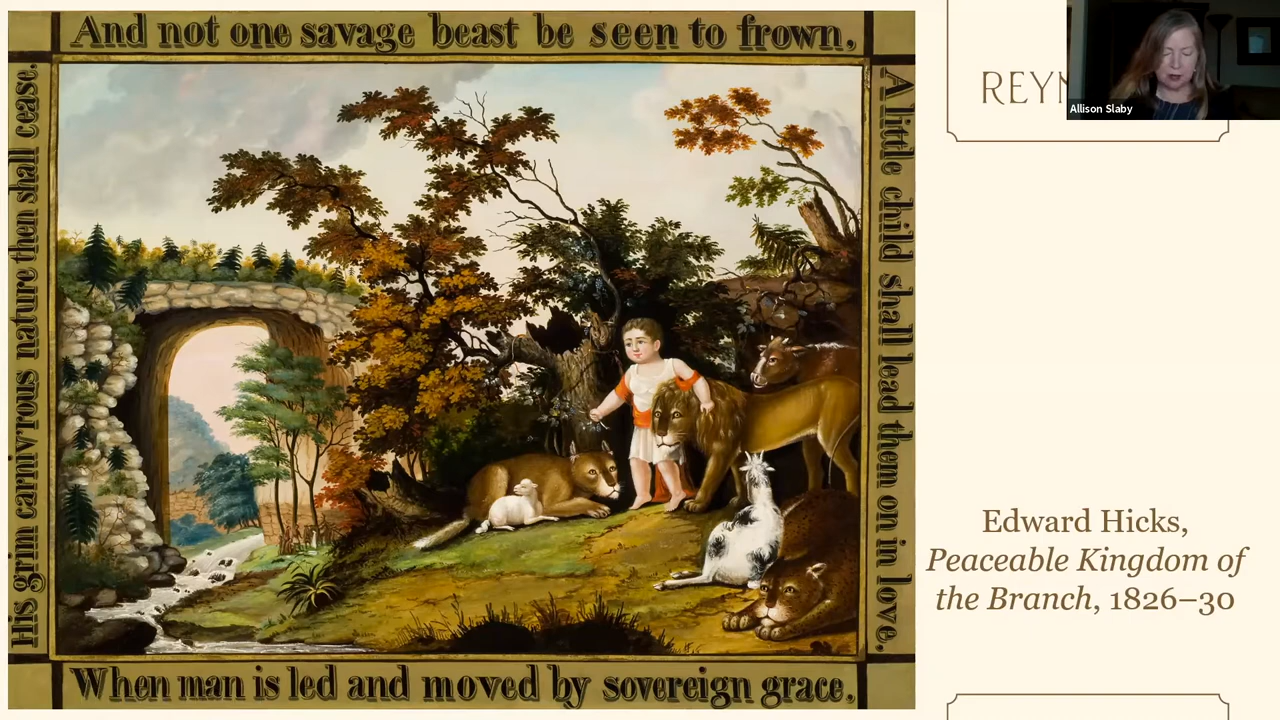 And not one savage beast be seen to frown,
His grim carnivrous nature then shall cease.
A little child shall lead them on in love,
When man is led and moved by sovereign grace,
REYN
Allison Slaby
Edward Hicks,
Peaceable Kingdom of
the Branch, 1826–30